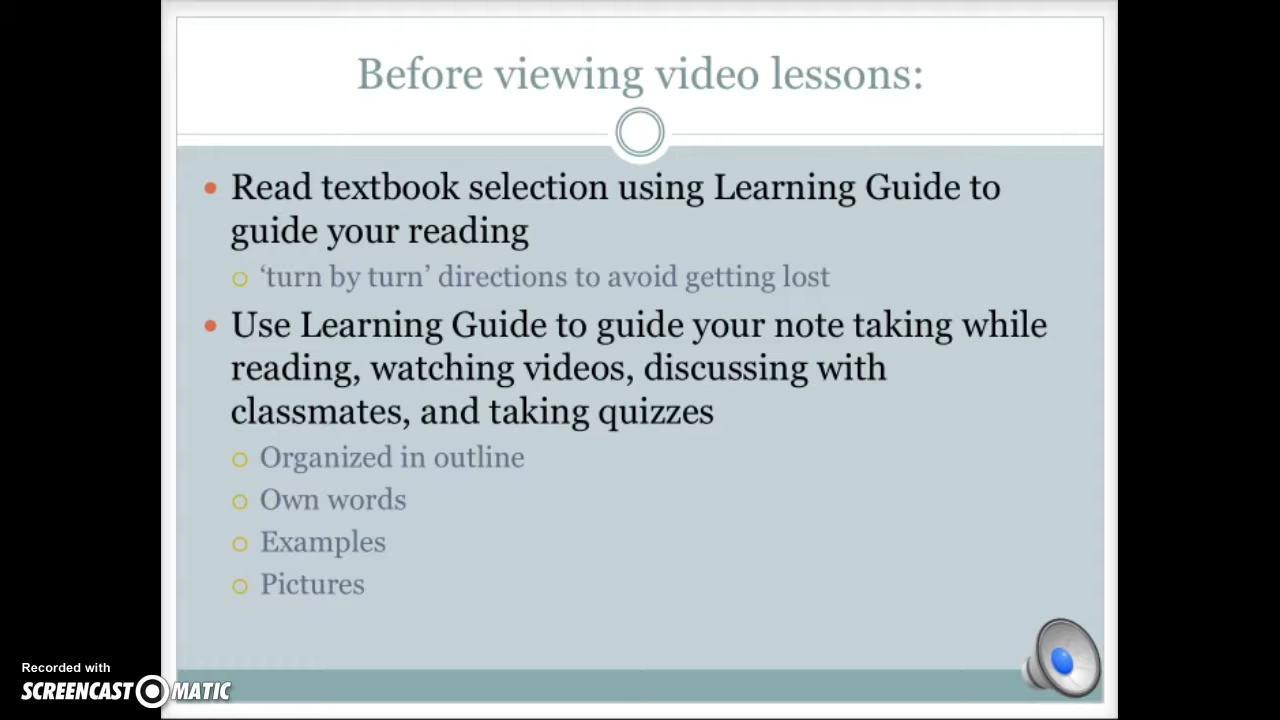 Before viewing video lessons:
Read textbook selection using Learning Guide to
guide your reading
‘turn by turn’ directions to avoid getting lost
Use Learning Guide to guide your note taking while
reading, watching videos, discussing with
classmates, and taking quizzes
Organized in outline
Own words
Examples
Pictures
Recorded with
SCREENCAST O MATIC